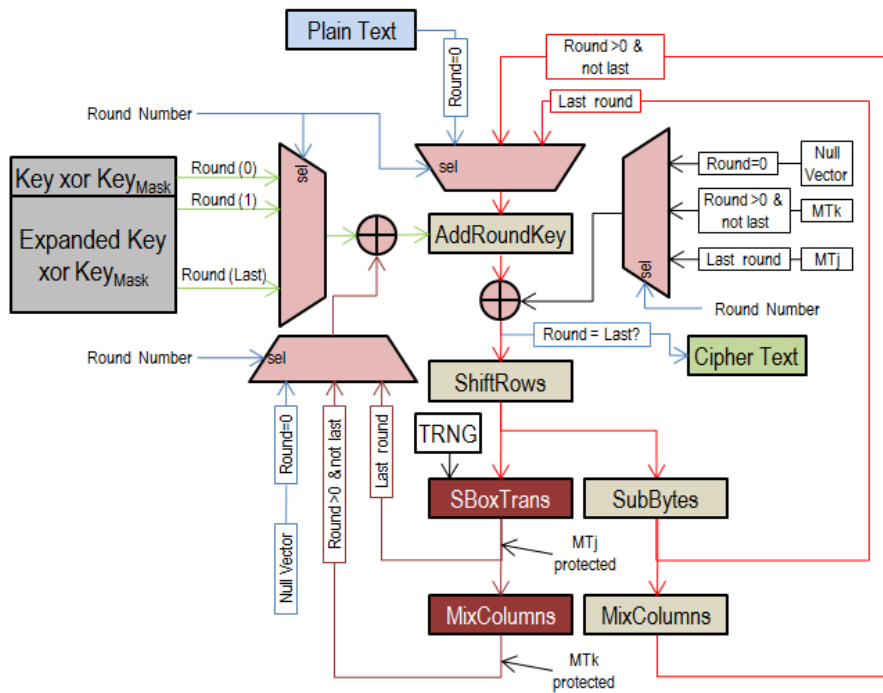 Plain Text
Round=0
Round >0 &
not last
Last round
Round Number
sel
sel
Key xor KeyMask
Expanded Key
xor KeyMask
Round (0)
Round (1)
Round (Last)
AddRoundKey
sel
Round=0
Null
Vector
Round >0 &
not last
MTk
Last round
MTj
Round Number
Round = Last?
Cipher Text
Round Number
sel
ShiftRows
Round=0
Null Vector
Round >0 & not last
Last round
TRNG
SBoxTrans
SubBytes
MTj
protected
MixColumns
MixColumns
MTk
protected